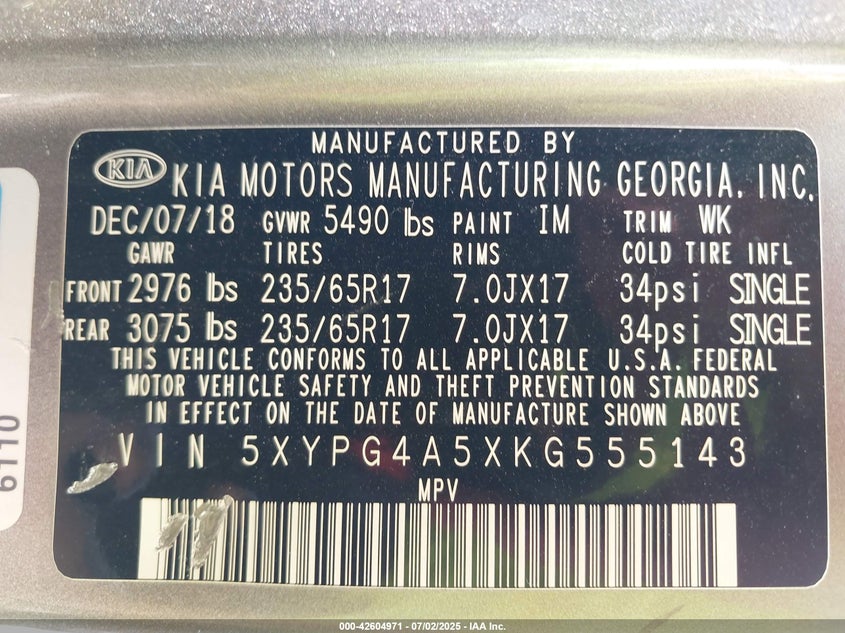 MANUFACTURED BY
KIA KIA MOTORS MANUFACTURING GEORGIA, INC.
DEC/07/18 GVWR 5490 lbs PAINT IM TRIM WK
GAWR TIRES RIMS COLD TIRE INFL
FRONT 2976 lbs 235/65R17 7.0JX17 34psi SINGLE
REAR 3075 lbs 235/65R17 7.0JX17 34psi SINGLE
THIS VEHICLE CONFORMS TO ALL APPLICABLE U.S.A. FEDERAL
MOTOR VEHICLE SAFETY AND THEFT PREVENTION STANDARDS
IN EFFECT ON THE DATE OF MANUFACTURE SHOWN ABOVE
VIN 5XYPG4A5XKG555143
MPV
6110
000-42604971 | 07/02/2025 - IAA Inc.